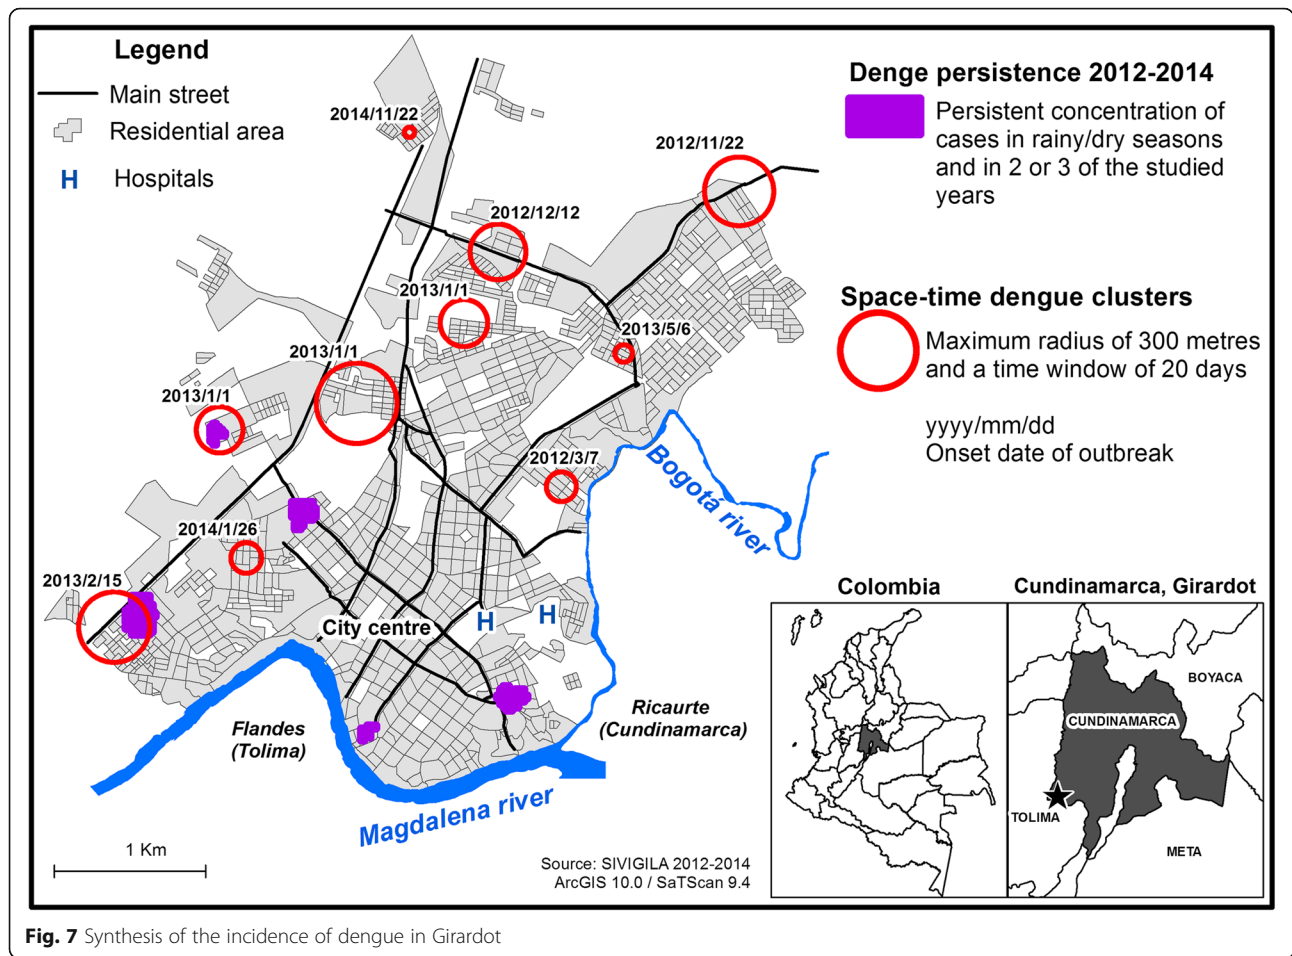 Legend
Main street
Residential area
H
Hospitals
Denge persistence 2012-2014
Persistent concentration of
cases in rainy/dry seasons
and in 2 or 3 of the studied
years
Space-time dengue clusters
Maximum radius of 300 metres
and a time window of 20 days
yyyy/mm/dd
Onset date of outbreak
2014/11/22
2012/11/22
2012/12/12
2013/1/1
2013/5/6
2013/1/1
2013/1/1
2012/3/7
2014/1/26
2013/2/15
Bogotá river
City centre
H
H
Flandes
(Tolima)
Ricaurte
(Cundinamarca)
Magdalena river
1 Km
Source: SIVIGILA 2012-2014
ArcGIS 10.0 / SaTScan 9.4
Colombia
Cundinamarca, Girardot
BOYACA
CUNDINAMARCA
TOLIMA
META
Fig. 7 Synthesis of the incidence of dengue in Girardot